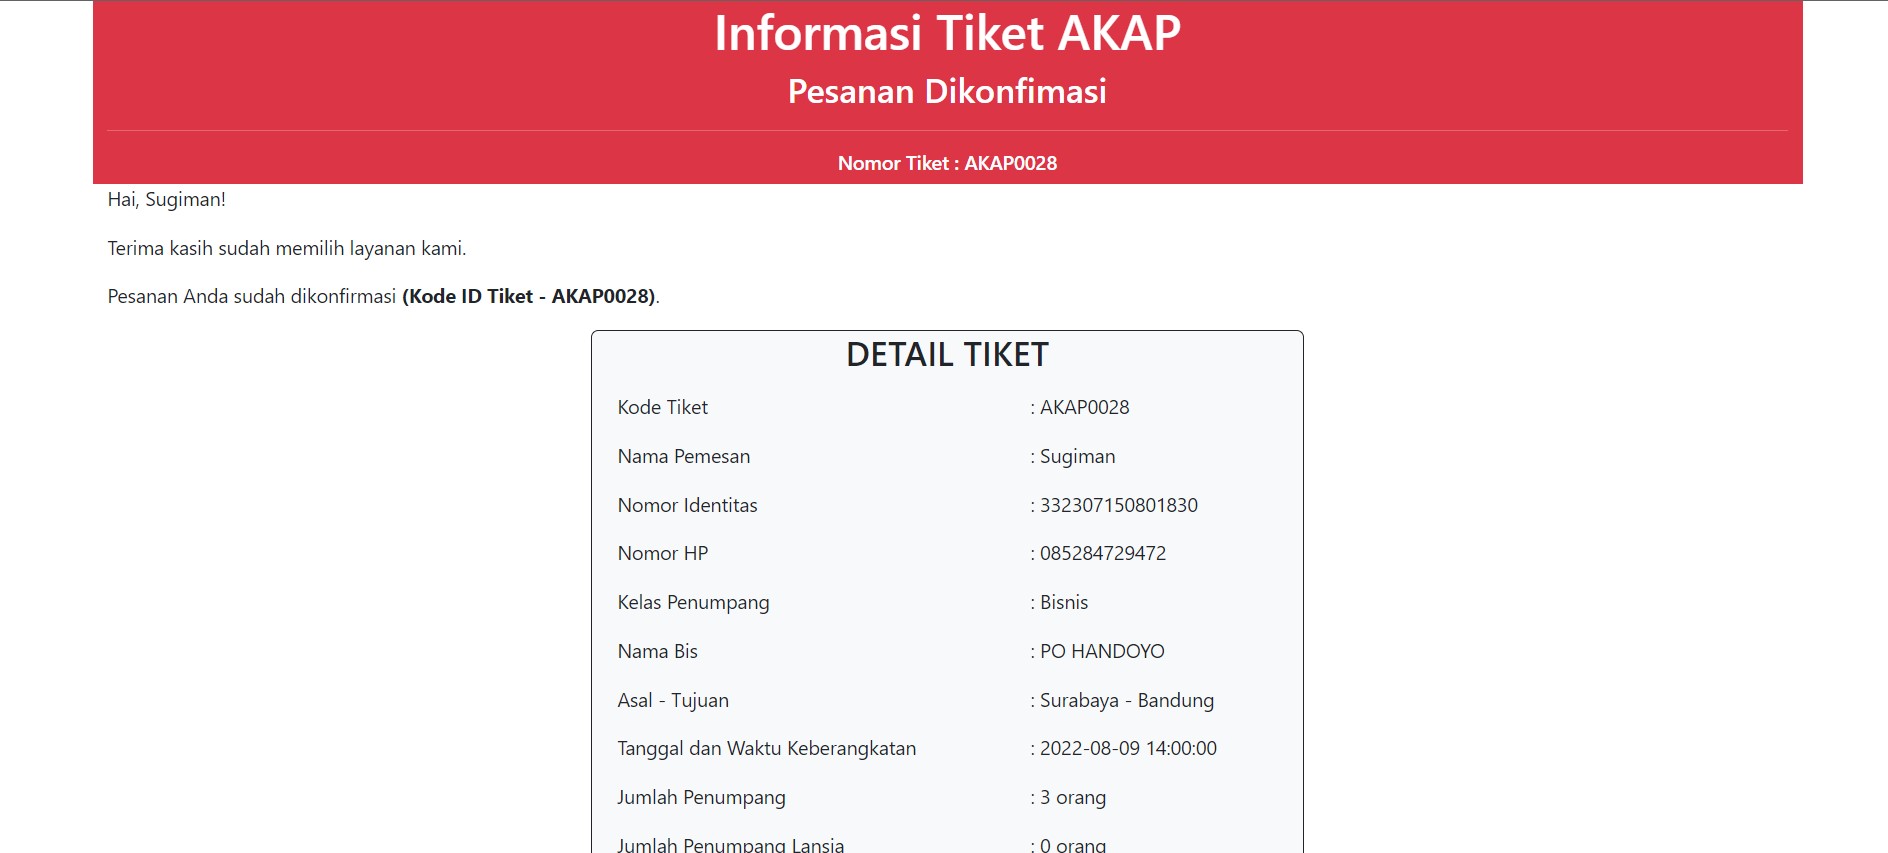 Informasi Tiket AKAP
Pesanan Dikonfimasi
Nomor Tiket : AKAP0028
Hai, Sugiman!
Terima kasih sudah memilih layanan kami.
Pesanan Anda sudah dikonfirmasi (Kode ID Tiket - AKAP0028).
DETAIL TIKET
Kode Tiket : AKAP0028
Nama Pemesan : Sugiman
Nomor Identitas : 332307150801830
Nomor HP : 085284729472
Kelas Penumpang : Bisnis
Nama Bis : PO HANDOYO
Asal - Tujuan : Surabaya - Bandung
Tanggal dan Waktu Keberangkatan : 2022-08-09 14:00:00
Jumlah Penumpang : 3 orang
Jumlah Penumpang Lansia : 0 orang